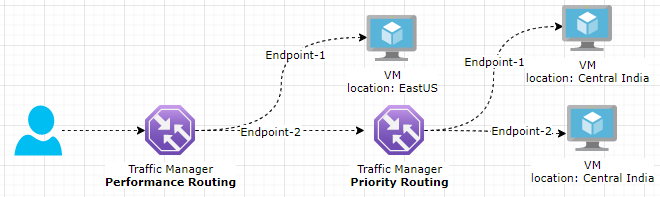 Endpoint-1
VM
location: EastUS
Endpoint-1
VM
location: Central India
Endpoint-2
Endpoint-2
Traffic Manager
Performance Routing
Traffic Manager
Priority Routing
VM
location: Central India